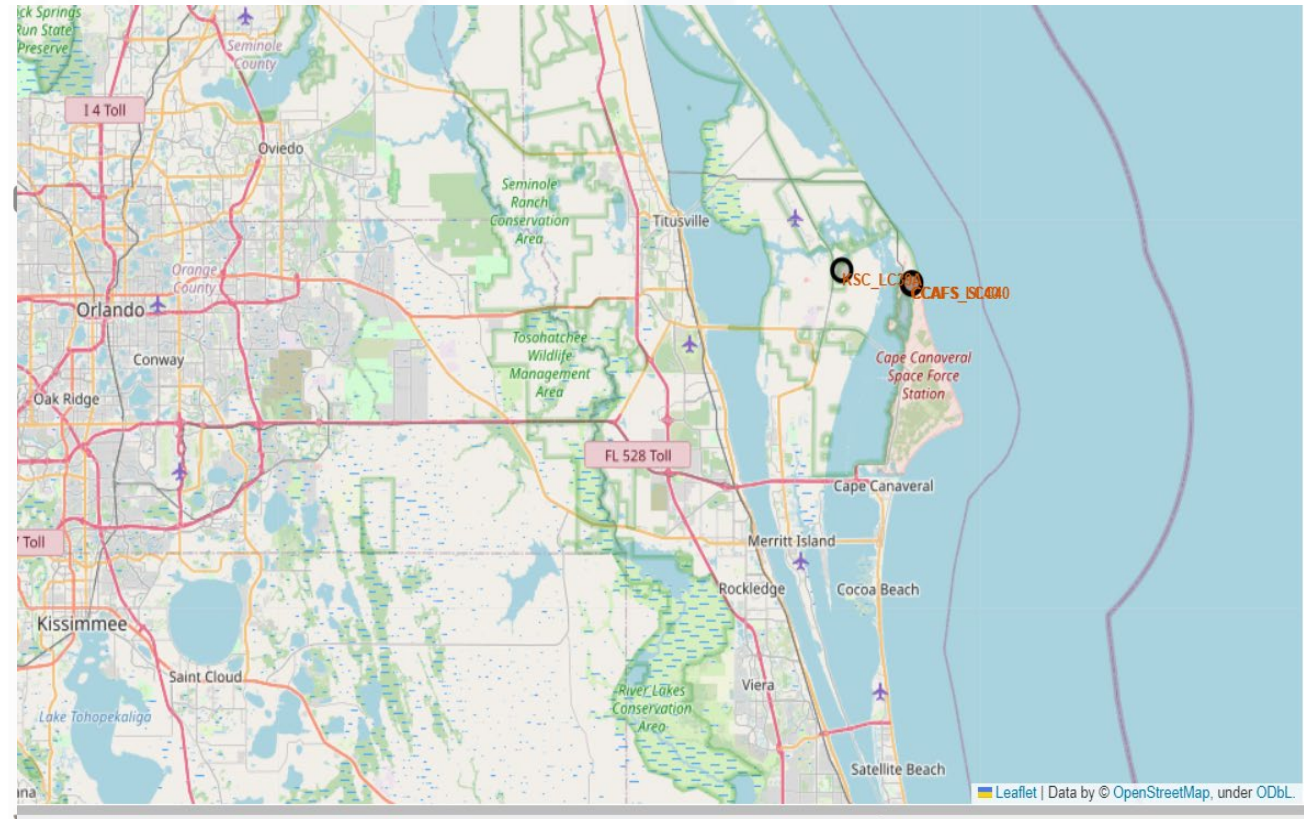 ick Springs
Run State
Preserve
Seminole
County
I 4 Toll
Oviedo
Seminole
Ranch
Conservation
Area
Titusville
Orange
County
KSC_LC39A
Orlando
Tosohatchee
Wildlife
Management
Area
Conway
Cape Canaveral
Space Force
Station
Oak Ridge
FL 528 Toll
Cape Canaveral
Toll
Merritt Island
Rockledge
Cocoa Beach
Kissimmee
Saint Cloud
Viera
River Lakes
Conservation
Area
Lake Tohopekaliga
Satellite Beach
na
Leaflet | Data by © OpenStreetMap, under ODbL.